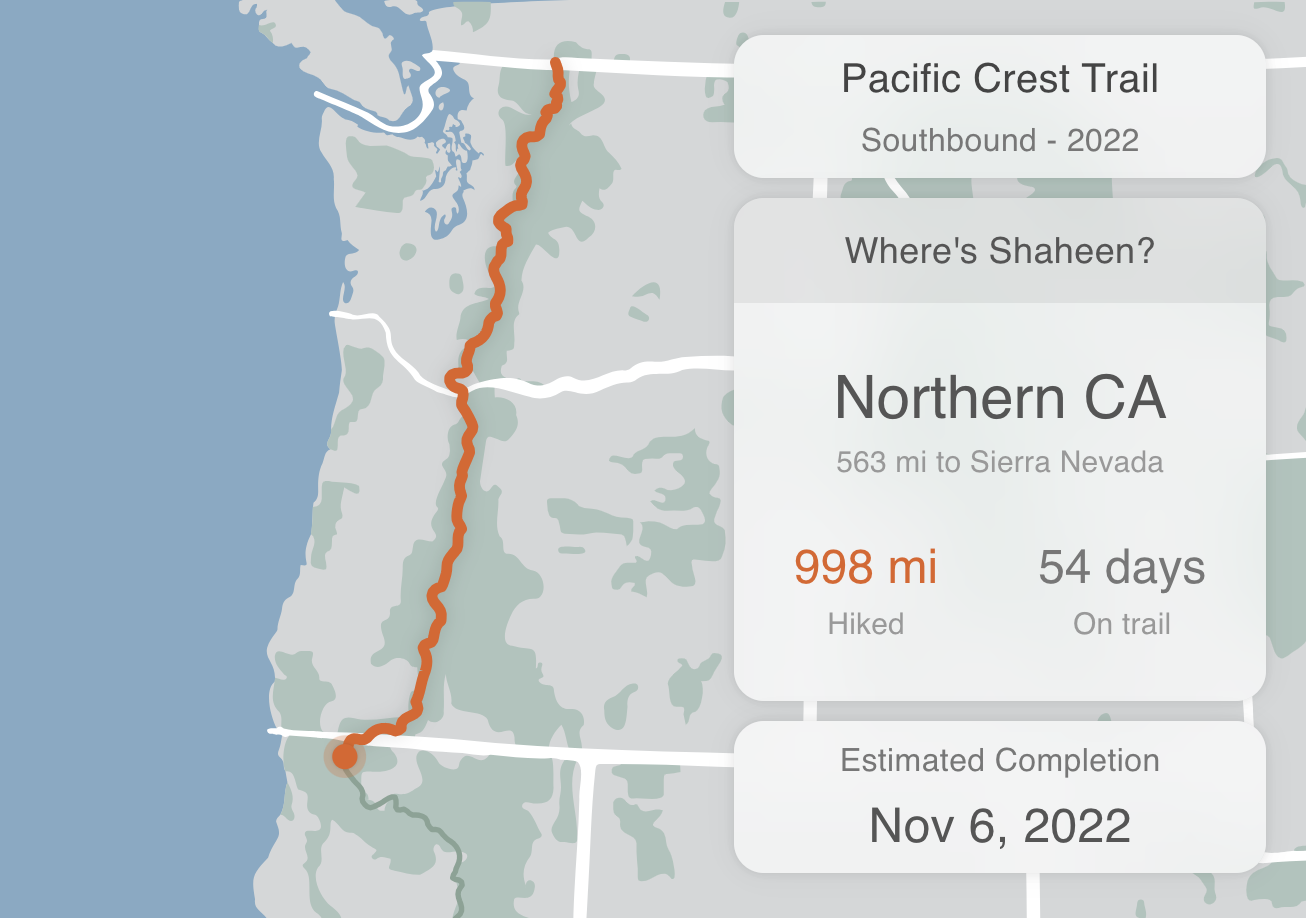 Pacific Crest Trail
Southbound - 2022
Where's Shaheen?
Northern CA
563 mi to Sierra Nevada
998 mi
Hiked
54 days
On trail
Estimated Completion
Nov 6, 2022